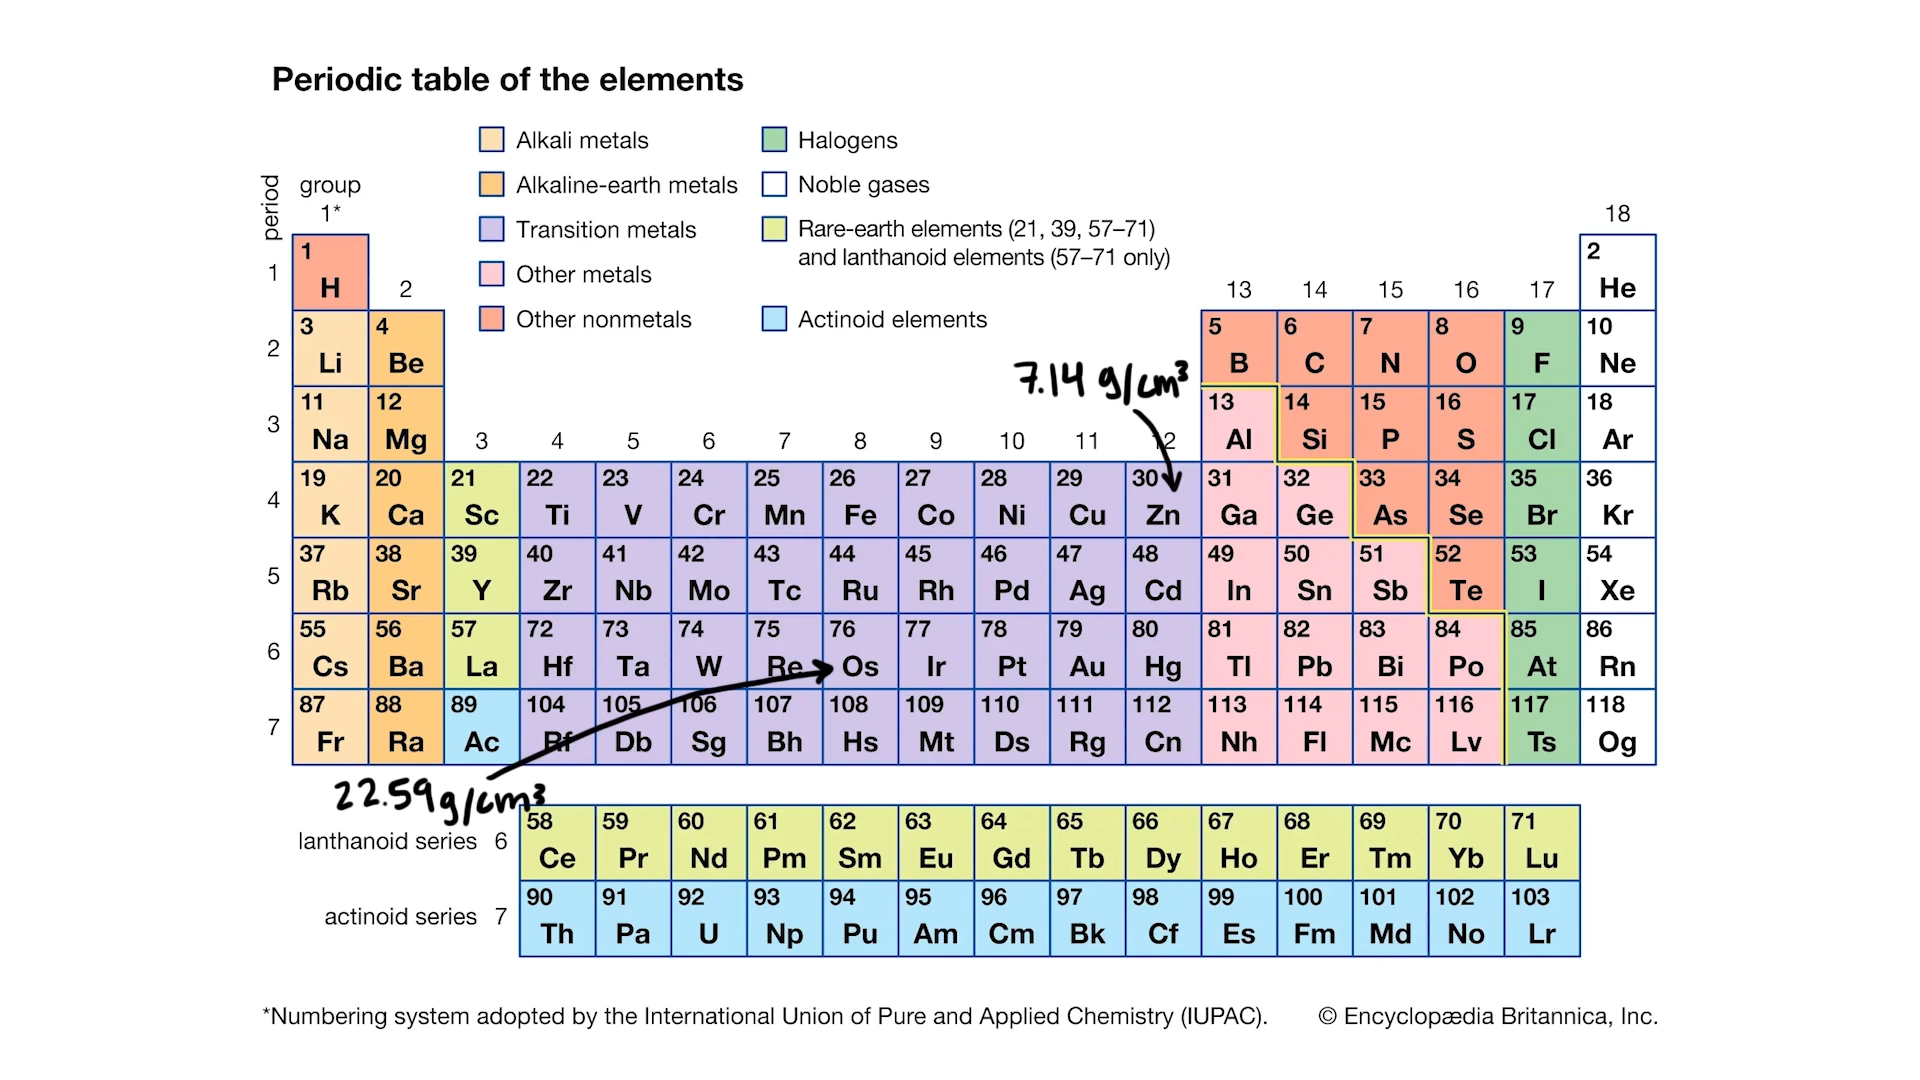 Periodic table of the elements
Alkali metals
Alkaline-earth metals
Transition metals
Other metals
Other nonmetals
Halogens
Noble gases
Rare-earth elements (21, 39, 57–71)
and lanthanoid elements (57–71 only)
Actinoid elements
period
group
1* 18
1 1 H 2 He
2 13 14 15 16 17
2 3 Li 4 Be 5 B 6 C 7 N 8 O 9 F 10 Ne
7.14 g/cm³
3 11 Na 12 Mg 13 Al 14 Si 15 P 16 S 17 Cl 18 Ar
3 4 5 6 7 8 9 10 11 12
4 19 K 20 Ca 21 Sc 22 Ti 23 V 24 Cr 25 Mn 26 Fe 27 Co 28 Ni 29 Cu 30 Zn 31 Ga 32 Ge 33 As 34 Se 35 Br 36 Kr
5 37 Rb 38 Sr 39 Y 40 Zr 41 Nb 42 Mo 43 Tc 44 Ru 45 Rh 46 Pd 47 Ag 48 Cd 49 In 50 Sn 51 Sb 52 Te 53 I 54 Xe
6 55 Cs 56 Ba 57 La 72 Hf 73 Ta 74 W 75 Re 76 Os 77 Ir 78 Pt 79 Au 80 Hg 81 Tl 82 Pb 83 Bi 84 Po 85 At 86 Rn
7 87 Fr 88 Ra 89 Ac 104 Rf 105 Db 106 Sg 107 Bh 108 Hs 109 Mt 110 Ds 111 Rg 112 Cn 113 Nh 114 Fl 115 Mc 116 Lv 117 Ts 118 Og
22.59 g/cm³
lanthanoid series 6 58 Ce 59 Pr 60 Nd 61 Pm 62 Sm 63 Eu 64 Gd 65 Tb 66 Dy 67 Ho 68 Er 69 Tm 70 Yb 71 Lu
actinoid series 7 90 Th 91 Pa 92 U 93 Np 94 Pu 95 Am 96 Cm 97 Bk 98 Cf 99 Es 100 Fm 101 Md 102 No 103 Lr
*Numbering system adopted by the International Union of Pure and Applied Chemistry (IUPAC). © Encyclopædia Britannica, Inc.